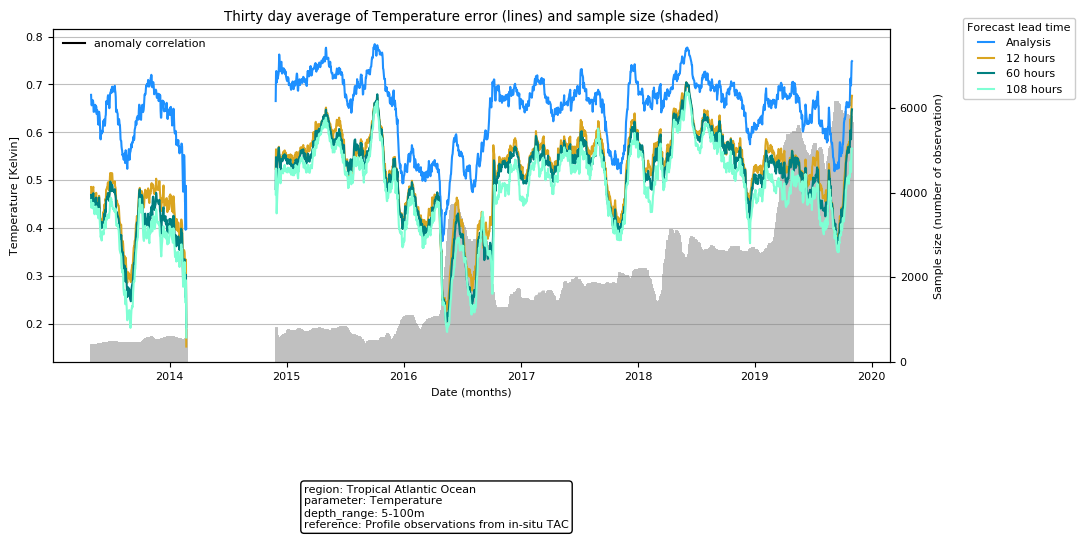 Thirty day average of Temperature error (lines) and sample size (shaded)
anomaly correlation
Forecast lead time
Analysis
12 hours
60 hours
108 hours
Temperature [Kelvin]
0.8
0.7
0.6
0.5
0.4
0.3
0.2
6000
4000
2000
0
Sample size (number of observation)
2014 2015 2016 2017 2018 2019 2020
Date (months)
region: Tropical Atlantic Ocean
parameter: Temperature
depth_range: 5-100m
reference: Profile observations from in-situ TAC